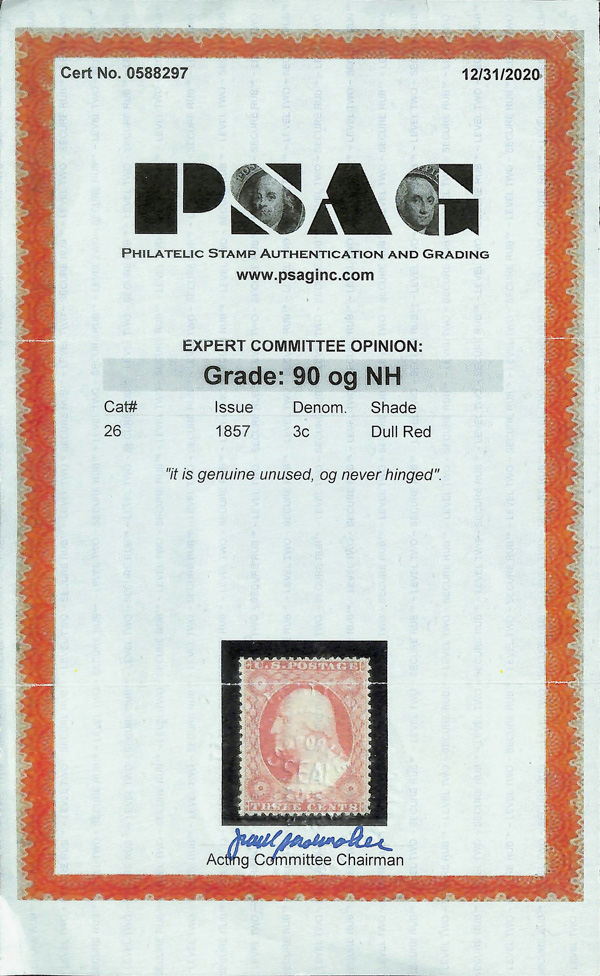 Cert No. 0588297 12/31/2020
PSAG
PHILATELIC STAMP AUTHENTICATION AND GRADING
www.psaginc.com
EXPERT COMMITTEE OPINION:
Grade: 90 og NH
Cat# Issue Denom. Shade
26 1857 3c Dull Red
"it is genuine unused, og never hinged".
U.S. POSTAGE
SEAL
THREE CENTS
Acting Committee Chairman